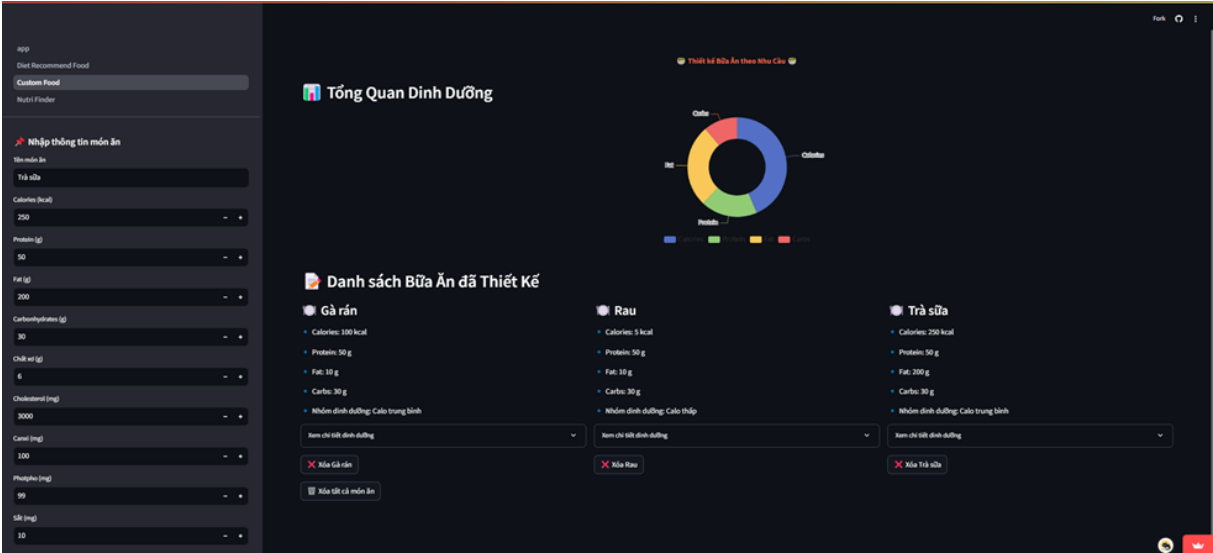 Fork
app
Diet Recommend Food
Custom Food
Nutri Finder
📌 Nhập thông tin món ăn
Tên món ăn
Trà sữa
Calories (kcal)
250 - +
Protein (g)
50 - +
Fat (g)
200 - +
Carbonhydrates (g)
30 - +
Chất xơ (g)
6 - +
Cholesterol (mg)
3000 - +
Canxi (mg)
100 - +
Photpho (mg)
99 - +
Sắt (mg)
10 - +
🥗 Thiết kế Bữa Ăn theo Nhu Cầu 🥗
📊 Tổng Quan Dinh Dưỡng
Carbs
Calories
Fat
Protein
Calories Protein Fat Carbs
📝 Danh sách Bữa Ăn đã Thiết Kế
🍽️ Gà rán
Calories: 100 kcal
Protein: 50 g
Fat: 10 g
Carbs: 30 g
Nhóm dinh dưỡng: Calo trung bình
Xem chi tiết dinh dưỡng
❌ Xóa Gà rán
🗑️ Xóa tất cả món ăn
🍽️ Rau
Calories: 5 kcal
Protein: 50 g
Fat: 10 g
Carbs: 30 g
Nhóm dinh dưỡng: Calo thấp
Xem chi tiết dinh dưỡng
❌ Xóa Rau
🍽️ Trà sữa
Calories: 250 kcal
Protein: 50 g
Fat: 200 g
Carbs: 30 g
Nhóm dinh dưỡng: Calo trung bình
Xem chi tiết dinh dưỡng
❌ Xóa Trà sữa